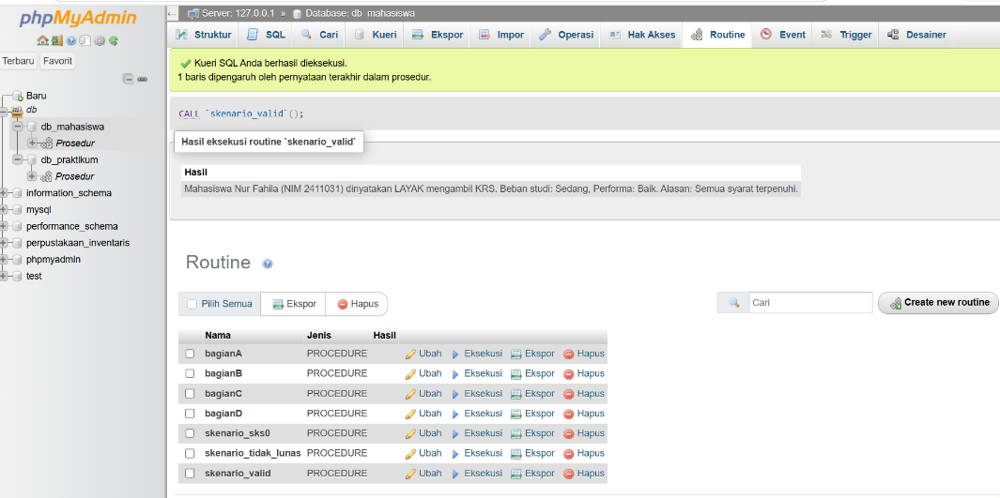 phpMyAdmin
Terbaru Favorit
Baru
db
db_mahasiswa
Prosedur
db_praktikum
Prosedur
information_schema
mysql
performance_schema
perpustakaan_inventaris
phpmyadmin
test
Server: 127.0.0.1 » Database: db_mahasiswa
Struktur SQL Cari Kueri Ekspor Impor Operasi Hak Akses Routine Event Trigger Desainer
Kueri SQL Anda berhasil dieksekusi.
1 baris dipengaruh oleh pernyataan terakhir dalam prosedur.
CALL `skenario_valid`();
Hasil eksekusi routine `skenario_valid`
Hasil
Mahasiswa Nur Fahila (NIM 2411031) dinyatakan LAYAK mengambil KRS. Beban studi: Sedang, Performa: Baik. Alasan: Semua syarat terpenuhi.
Routine
Pilih Semua Ekspor Hapus Cari Create new routine
Nama Jenis Hasil
bagianA PROCEDURE Ubah Eksekusi Ekspor Hapus
bagianB PROCEDURE Ubah Eksekusi Ekspor Hapus
bagianC PROCEDURE Ubah Eksekusi Ekspor Hapus
bagianD PROCEDURE Ubah Eksekusi Ekspor Hapus
skenario_sks0 PROCEDURE Ubah Eksekusi Ekspor Hapus
skenario_tidak_lunas PROCEDURE Ubah Eksekusi Ekspor Hapus
skenario_valid PROCEDURE Ubah Eksekusi Ekspor Hapus